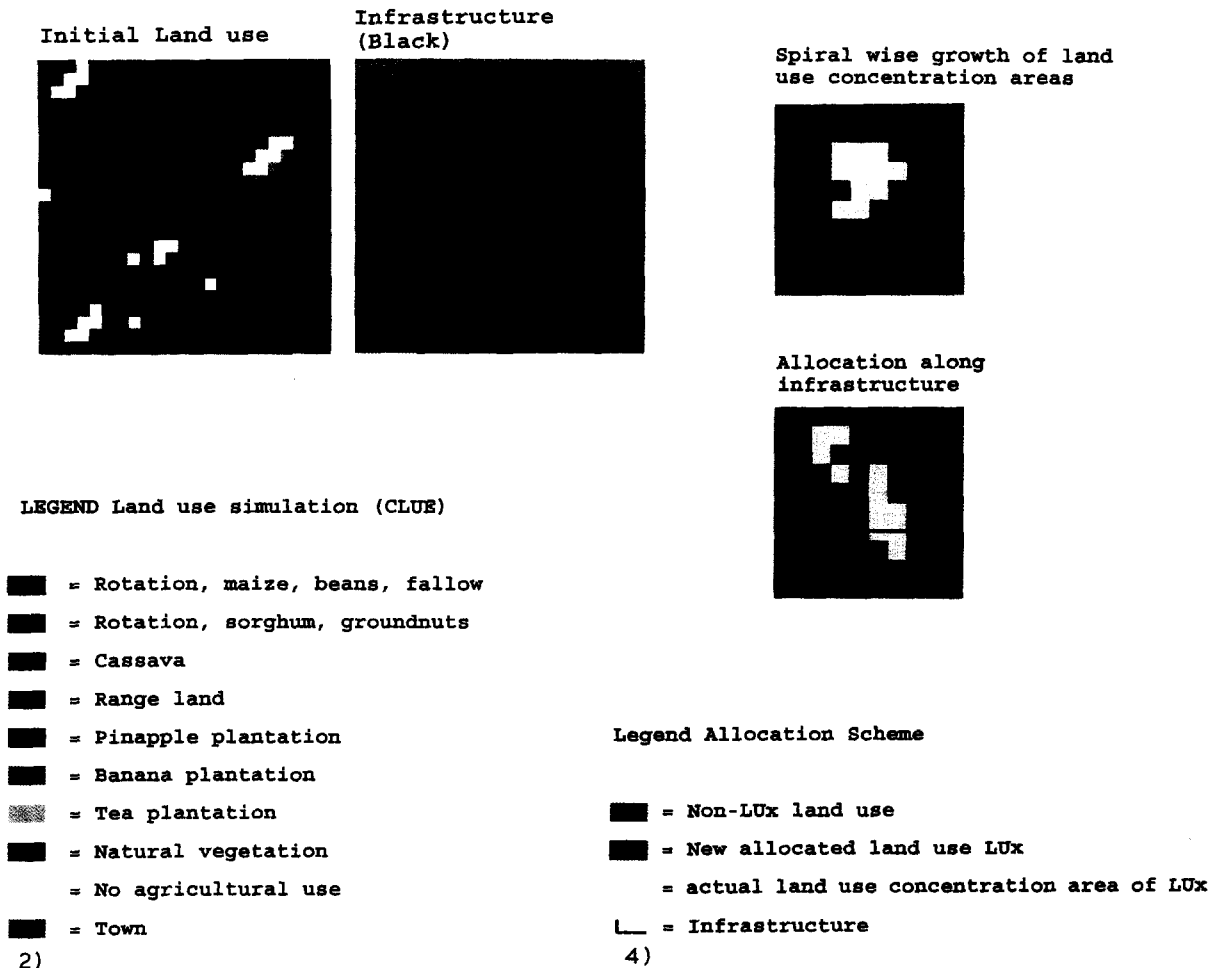 Initial Land use
Infrastructure
(Black)
Spiral wise growth of land
use concentration areas
Allocation along
infrastructure
LEGEND Land use simulation (CLUE)
= Rotation, maize, beans, fallow
= Rotation, sorghum, groundnuts
= Cassava
= Range land
= Pinapple plantation
= Banana plantation
= Tea plantation
= Natural vegetation
= No agricultural use
= Town
2)
Legend Allocation Scheme
= Non-LUx land use
= New allocated land use LUx
= actual land use concentration area of LUx
= Infrastructure
4)